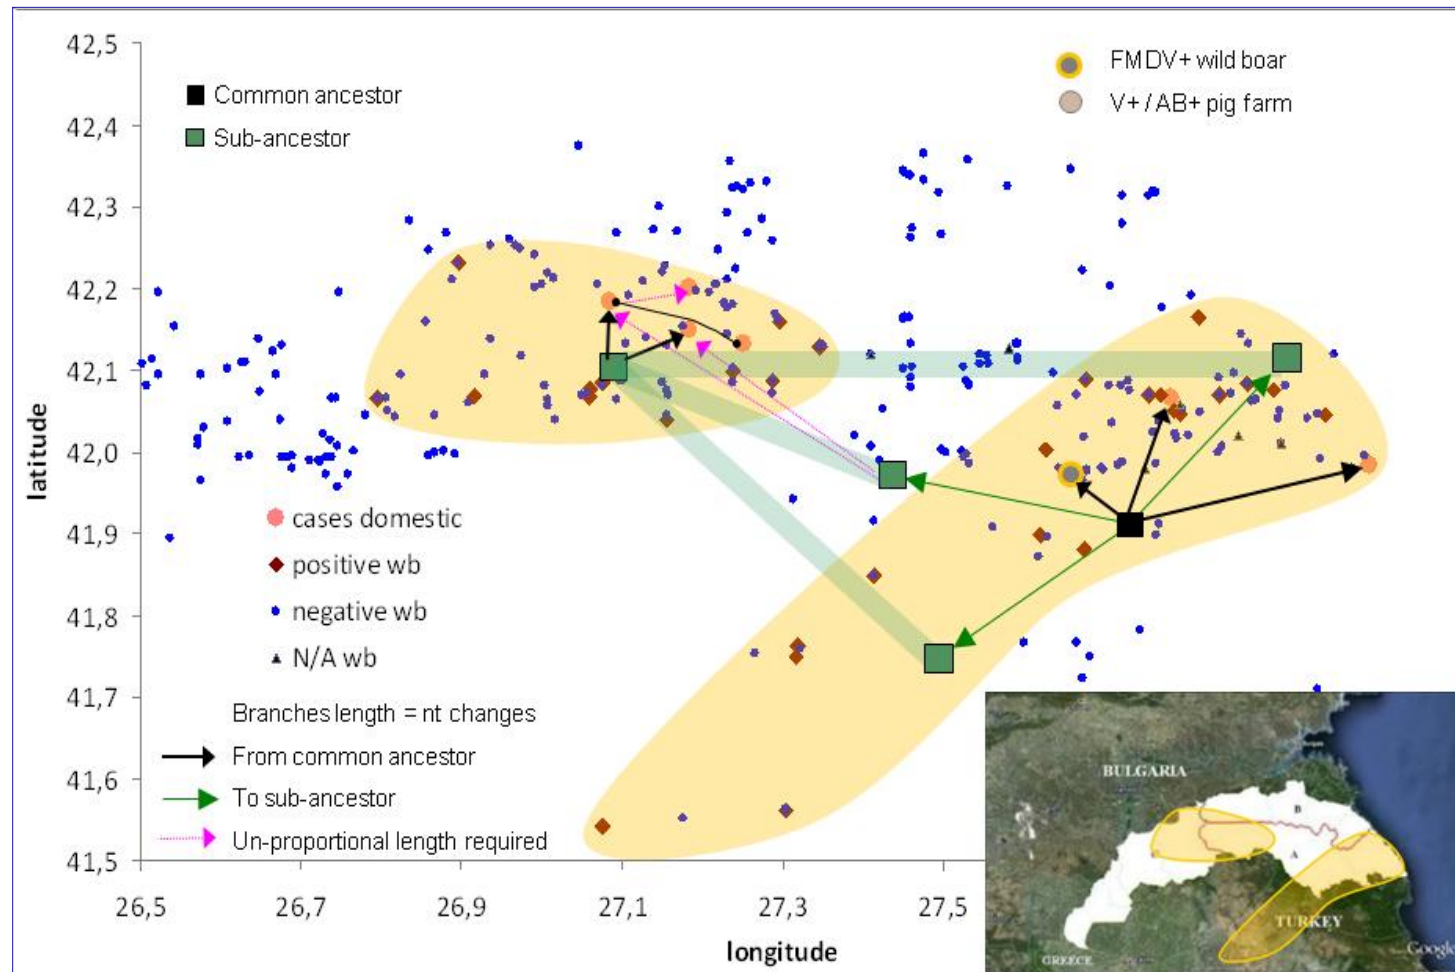 42,5
42,4
42,3
42,2
42,1
42,0
41,9
41,8
41,7
41,6
41,5
latitude
Common ancestor
Sub-ancestor
FMDV+ wild boar
V+ / AB+ pig farm
cases domestic
positive wb
negative wb
N/A wb
Branches length = nt changes
From common ancestor
To sub-ancestor
Un-proportional length required
26,5 26,7 26,9 27,1 27,3 27,5
longitude
BULGARIA
B
A
TURKEY
GREECE
Google